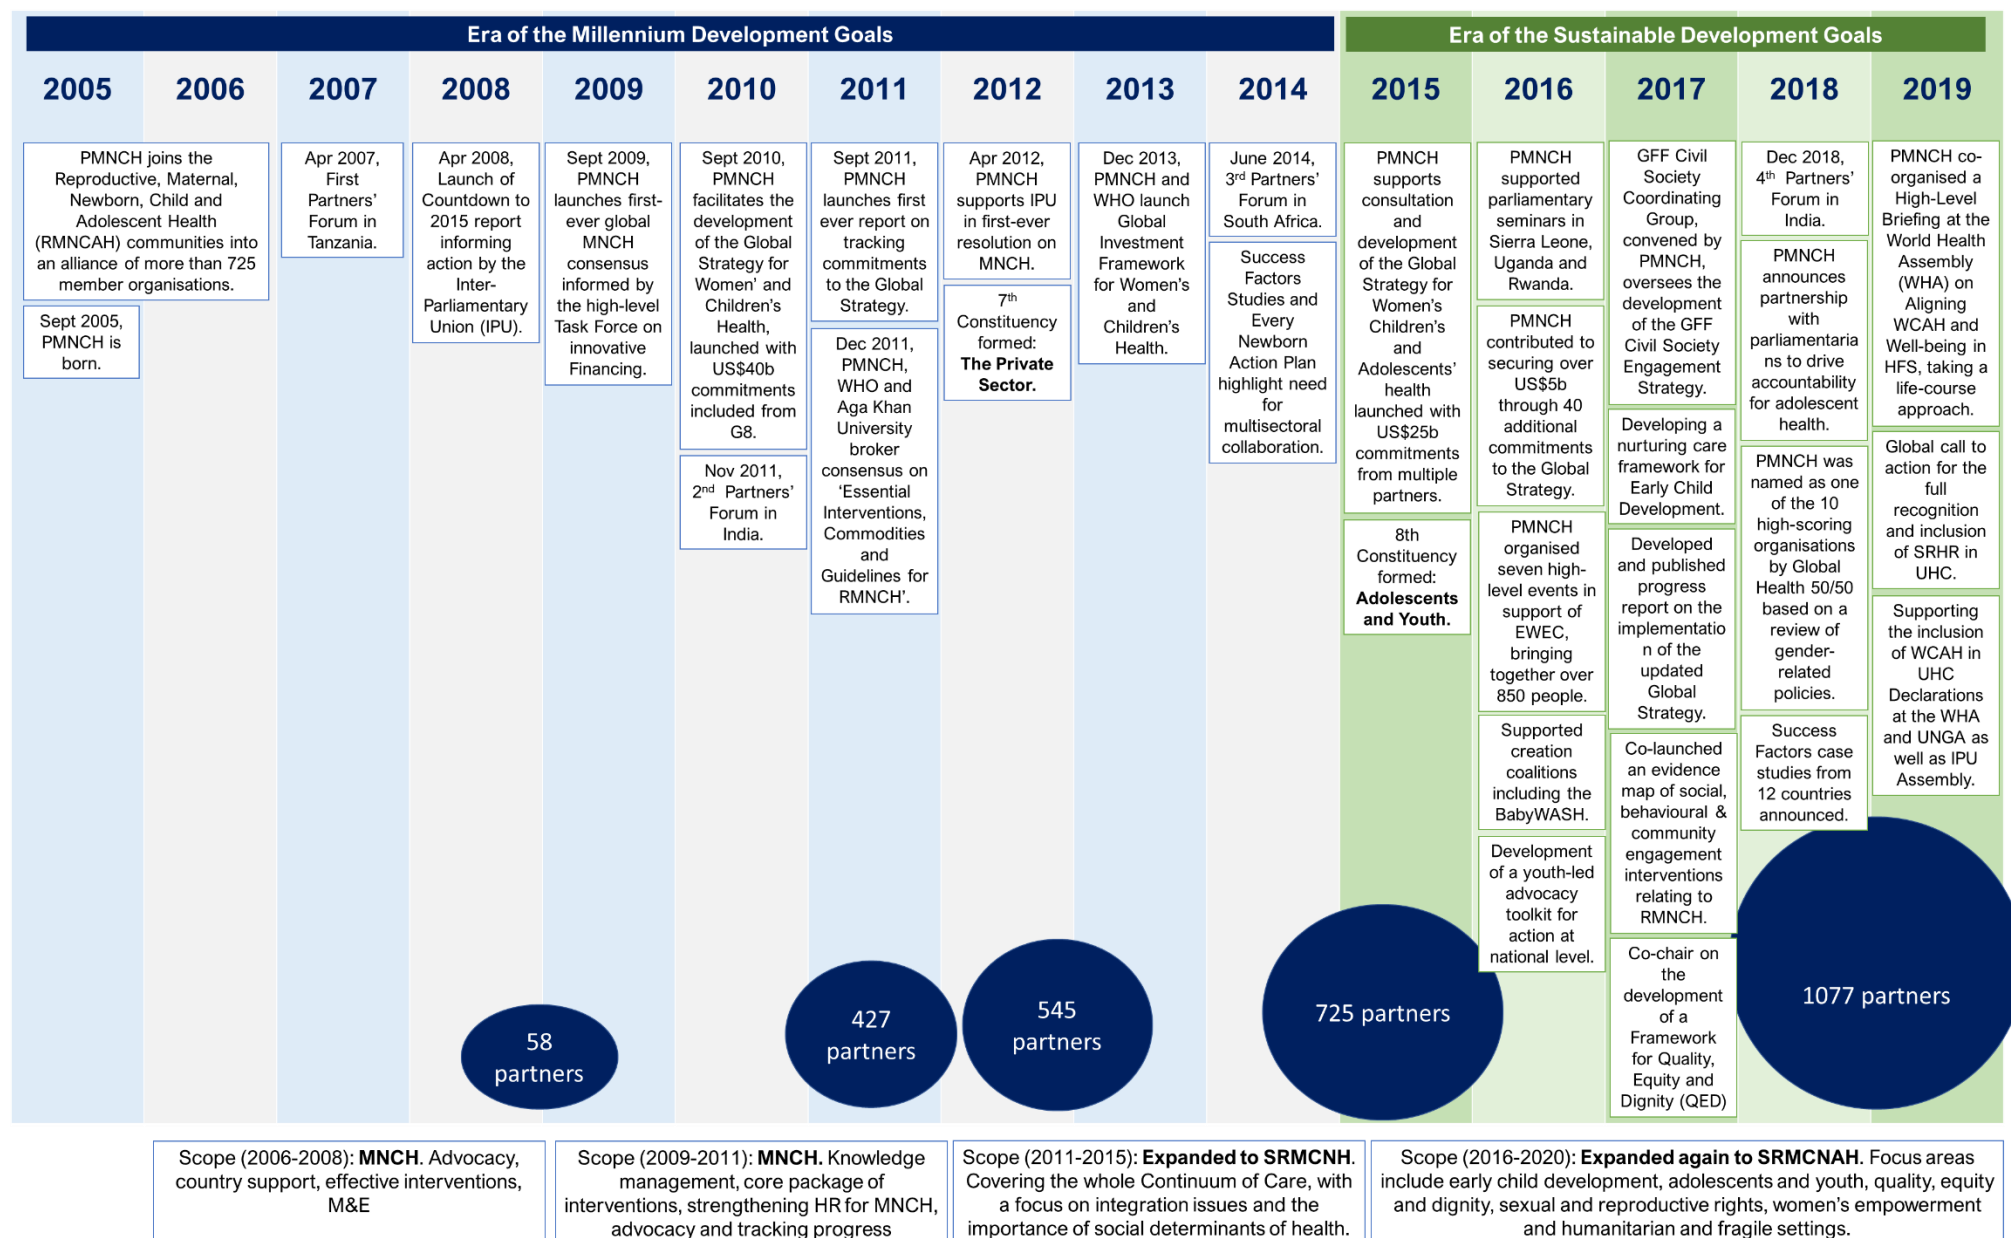 Era of the Millennium Development Goals
Era of the Sustainable Development Goals
2005
2006
2007
2008
2009
2010
2011
2012
2013
2014
2015
2016
2017
2018
2019
PMNCH joins the
Reproductive, Maternal,
Newborn, Child and
Adolescent Health
(RMNCAH) communities into
an alliance of more than 725
member organisations.
Sept 2005,
PMNCH is
born.
Apr 2007,
First
Partners'
Forum in
Tanzania.
Apr 2008,
Launch of
Countdown to
2015 report
informing
action by the
Inter-
Parliamentary
Union (IPU).
Sept 2009,
PMNCH
launches first-
ever global
MNCH
consensus
informed by
the high-level
Task Force on
innovative
Financing.
Sept 2010,
PMNCH
facilitates the
development
of the Global
Strategy for
Women' and
Children's
Health,
launched with
US$40b
commitments
included from
G8.
Nov 2011,
2nd Partners'
Forum in
India.
Sept 2011,
PMNCH
launches first
ever report on
tracking
commitments
to the Global
Strategy.
Dec 2011,
PMNCH,
WHO and
Aga Khan
University
broker
consensus on
'Essential
Interventions,
Commodities
and
Guidelines for
RMNCH'.
Apr 2012,
PMNCH
supports IPU
in first-ever
resolution on
MNCH.
7th
Constituency
formed:
The Private
Sector.
Dec 2013,
PMNCH and
WHO launch
Global
Investment
Framework
for Women's
and
Children's
Health.
June 2014,
3rd Partners'
Forum in
South Africa.
Success
Factors
Studies and
Every
Newborn
Action Plan
highlight need
for
multisectoral
collaboration.
PMNCH
supports
consultation
and
development
of the Global
Strategy for
Women's
Children's
and
Adolescents'
health
launched with
US$25b
commitments
from multiple
partners.
8th
Constituency
formed:
Adolescents
and Youth.
PMNCH
supported
parliamentary
seminars in
Sierra Leone,
Uganda and
Rwanda.
PMNCH
contributed to
securing over
US$5b
through 40
additional
commitments
to the Global
Strategy.
PMNCH
organised
seven high-
level events in
support of
EWEC,
bringing
together over
850 people.
Supported
creation
coalitions
including the
BabyWASH.
Development
of a youth-led
advocacy
toolkit for
action at
national level.
GFF Civil
Society
Coordinating
Group,
convened by
PMNCH,
oversees the
development
of the GFF
Civil Society
Engagement
Strategy.
Developing a
nurturing care
framework for
Early Child
Development.
Developed
and published
progress
report on the
implementatio
n of the
updated
Global
Strategy.
Co-launched
an evidence
map of social,
behavioural &
community
engagement
interventions
relating to
RMNCH.
Co-chair on
the
development
of a
Framework
for Quality,
Equity and
Dignity (QED)
Dec 2018,
4th Partners'
Forum in
India.
PMNCH
announces
partnership
with
parliamentaria
ns to drive
accountability
for adolescent
health.
PMNCH was
named as one
of the 10
high-scoring
organisations
by Global
Health 50/50
based on a
review of
gender-
related
policies.
Success
Factors case
studies from
12 countries
announced.
PMNCH co-
organised a
High-Level
Briefing at the
World Health
Assembly
(WHA) on
Aligning
WCAH and
Well-being in
HFS, taking a
life-course
approach.
Global call to
action for the
full
recognition
and inclusion
of SRHR in
UHC.
Supporting
the inclusion
of WCAH in
UHC
Declarations
at the WHA
and UNGA as
well as IPU
Assembly.
58
partners
427
partners
545
partners
725 partners
1077 partners
Scope (2006-2008): MNCH. Advocacy,
country support, effective interventions,
M&E
Scope (2009-2011): MNCH. Knowledge
management, core package of
interventions, strengthening HR for MNCH,
advocacy and tracking progress
Scope (2011-2015): Expanded to SRMCNH.
Covering the whole Continuum of Care, with
a focus on integration issues and the
importance of social determinants of health.
Scope (2016-2020): Expanded again to SRMCNAH. Focus areas
include early child development, adolescents and youth, quality, equity
and dignity, sexual and reproductive rights, women's empowerment
and humanitarian and fragile settings.